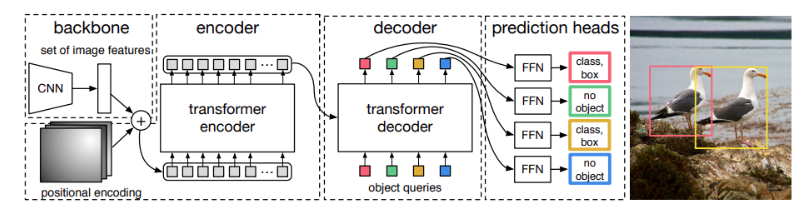 backbone
set of image features
CNN
+
positional encoding
encoder
...
transformer
encoder
...
decoder
transformer
decoder
object queries
prediction heads
FFN
class,
box
FFN
no
object
FFN
class,
box
FFN
no
object